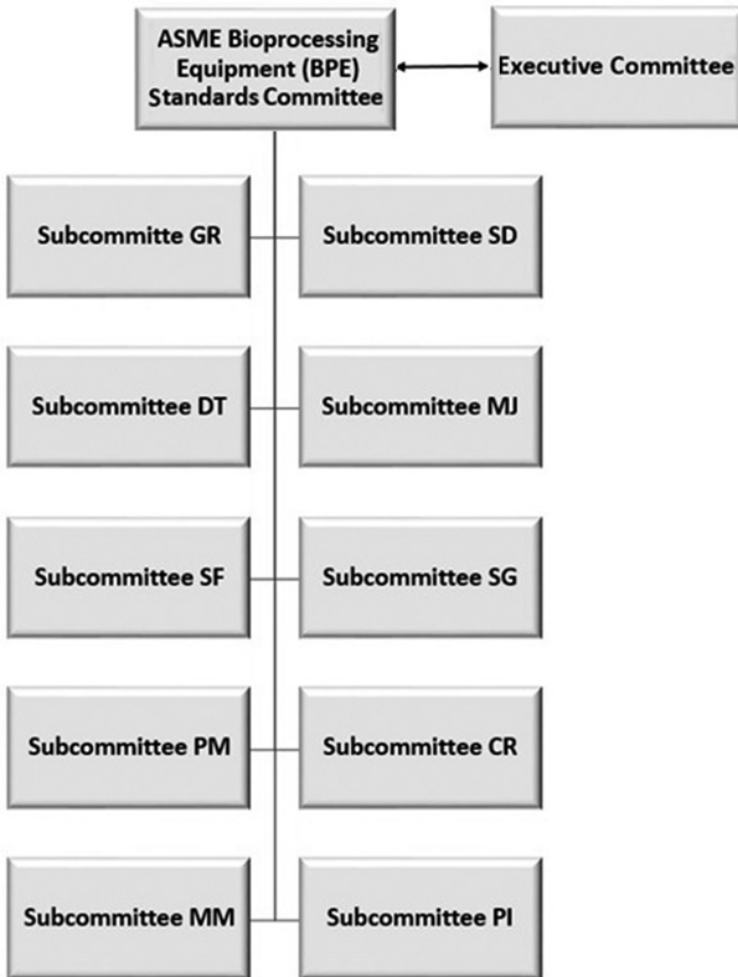 ASME Bioprocessing
Equipment (BPE)
Standards Committee
Executive Committee
Subcommitte GR
Subcommittee SD
Subcommittee DT
Subcommittee MJ
Subcommittee SF
Subcommittee SG
Subcommittee PM
Subcommittee CR
Subcommittee MM
Subcommittee PI